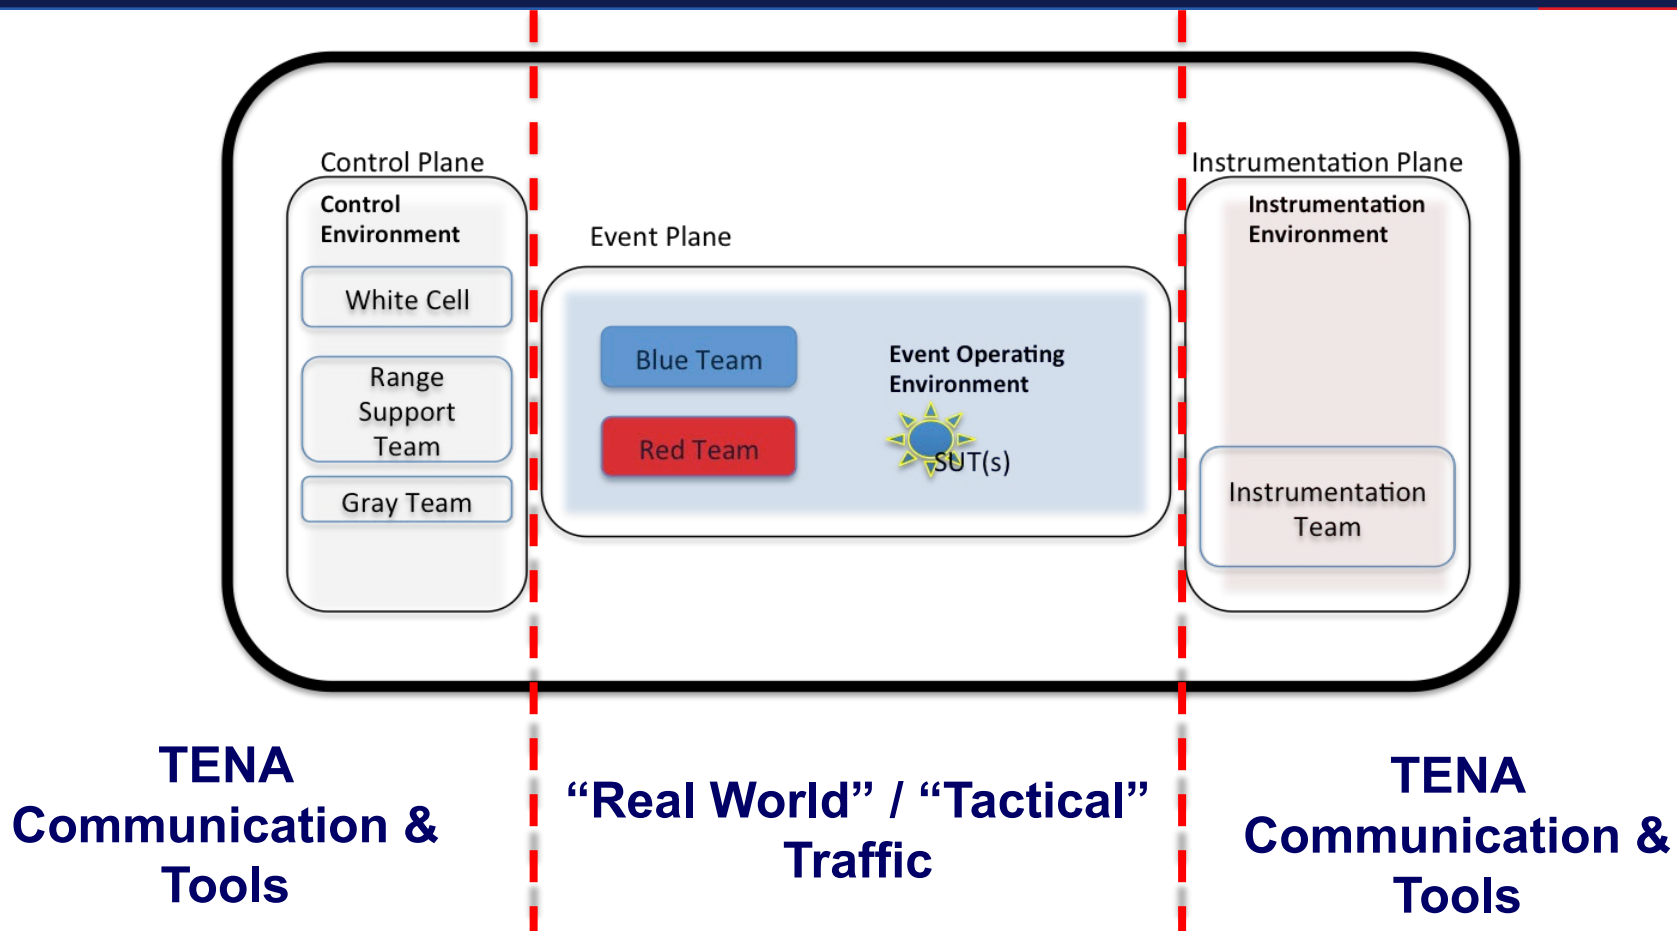 Control Plane
Control
Environment
White Cell
Range
Support
Team
Gray Team
Event Plane
Blue Team
Red Team
Event Operating
Environment
SUT(s)
Instrumentation Plane
Instrumentation
Environment
Instrumentation
Team
TENA
Communication &
Tools
“Real World” / “Tactical”
Traffic
TENA
Communication &
Tools